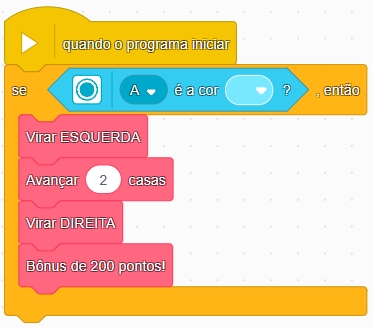 quando o programa iniciar
se A é a cor ? , então
Virar ESQUERDA
Avançar 2 casas
Virar DIREITA
Bônus de 200 pontos!